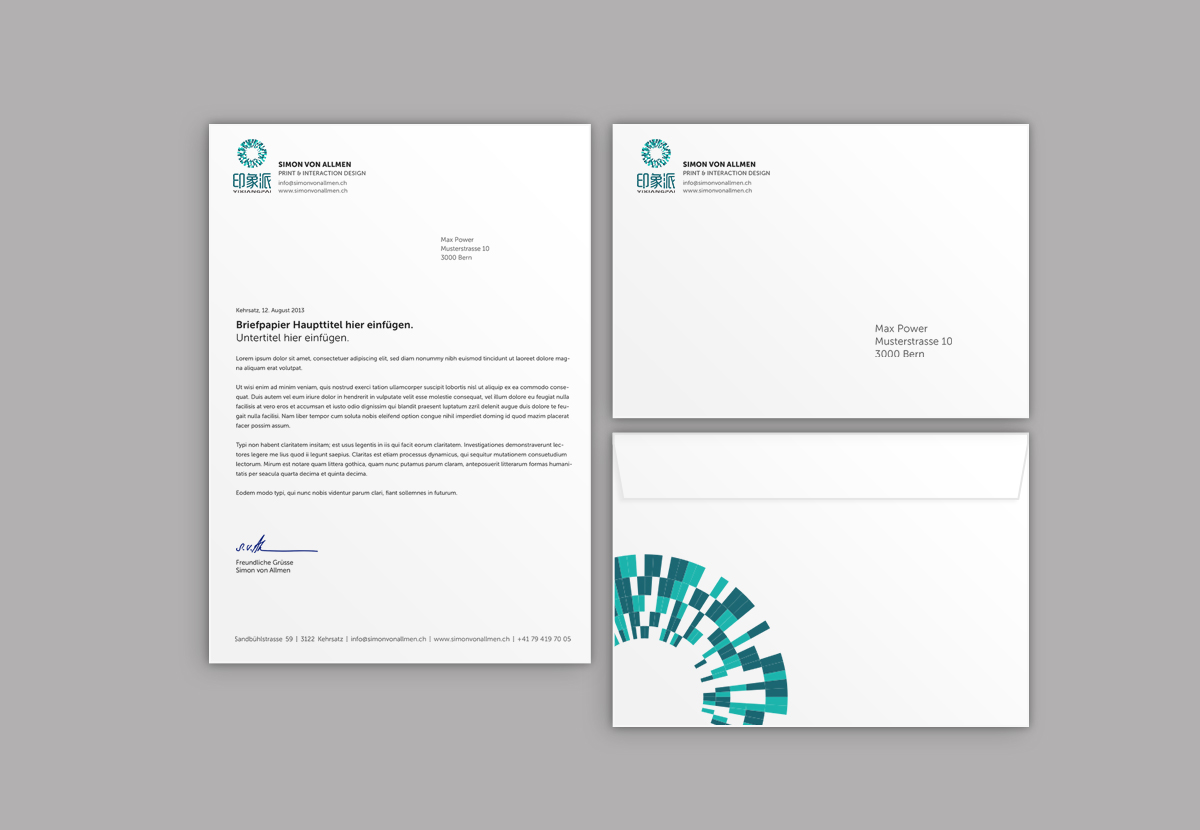 印象派
YIXIANGPAI
SIMON VON ALLMEN
PRINT & INTERACTION DESIGN
info@simonvonallmen.ch
www.simonvonallmen.ch
Max Power
Musterstrasse 10
3000 Bern
Kehrsatz, 12. August 2013
Briefpapier Haupttitel hier einfügen.
Untertitel hier einfügen.
Lorem ipsum dolor sit amet, consectetuer adipiscing elit, sed diam nonummy nibh euismod tincidunt ut laoreet dolore mag-
na aliquam erat volutpat.
Ut wisi enim ad minim veniam, quis nostrud exerci tation ullamcorper suscipit lobortis nisl ut aliquip ex ea commodo conse-
quat. Duis autem vel eum iriure dolor in hendrerit in vulputate velit esse molestie consequat, vel illum dolore eu feugiat nulla
facilisis at vero eros et accumsan et iusto odio dignissim qui blandit praesent luptatum zzril delenit augue duis dolore te feu-
gait nulla facilisi. Nam liber tempor cum soluta nobis eleifend option congue nihil imperdiet doming id quod mazim placerat
facer possim assum.
Typi non habent claritatem insitam; est usus legentis in iis qui facit eorum claritatem. Investigationes demonstraverunt lec-
tores legere me lius quod ii legunt saepius. Claritas est etiam processus dynamicus, qui sequitur mutationem consuetudium
lectorum. Mirum est notare quam littera gothica, quam nunc putamus parum claram, anteposuerit litterarum formas humani-
tatis per seacula quarta decima et quinta decima.
Eodem modo typi, qui nunc nobis videntur parum clari, fiant sollemnes in futurum.
Freundliche Grüsse
Simon von Allmen
Sandbühlstrasse 59 | 3122 Kehrsatz | info@simonvonallmen.ch | www.simonvonallmen.ch | +41 79 419 70 05
印象派
YIXIANGPAI
SIMON VON ALLMEN
PRINT & INTERACTION DESIGN
info@simonvonallmen.ch
www.simonvonallmen.ch
Max Power
Musterstrasse 10
3000 Bern